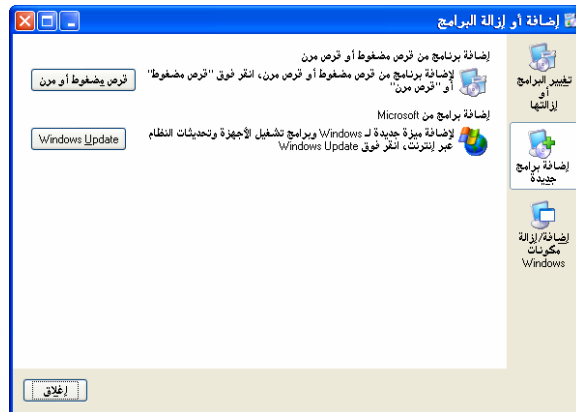 إضافة أو إزالة البرامج
تغيير البرامج
أو
إزالتها
إضافة برامج
جديدة
إضافة/إزالة
مكونات
Windows
إضافة برنامج من قرص مضغوط أو قرص مرن
لإضافة برنامج من قرص مضغوط أو قرص مرن، انقر فوق "قرص مضغوط"
أو "قرص مرن"
قرص مضغوط أو مرن
إضافة برامج من Microsoft
لإضافة ميزة جديدة لـ Windows وبرامج تشغيل الأجهزة وتحديثات النظام
عبر إنترنت، انقر فوق Windows Update
Windows Update
إغلاق